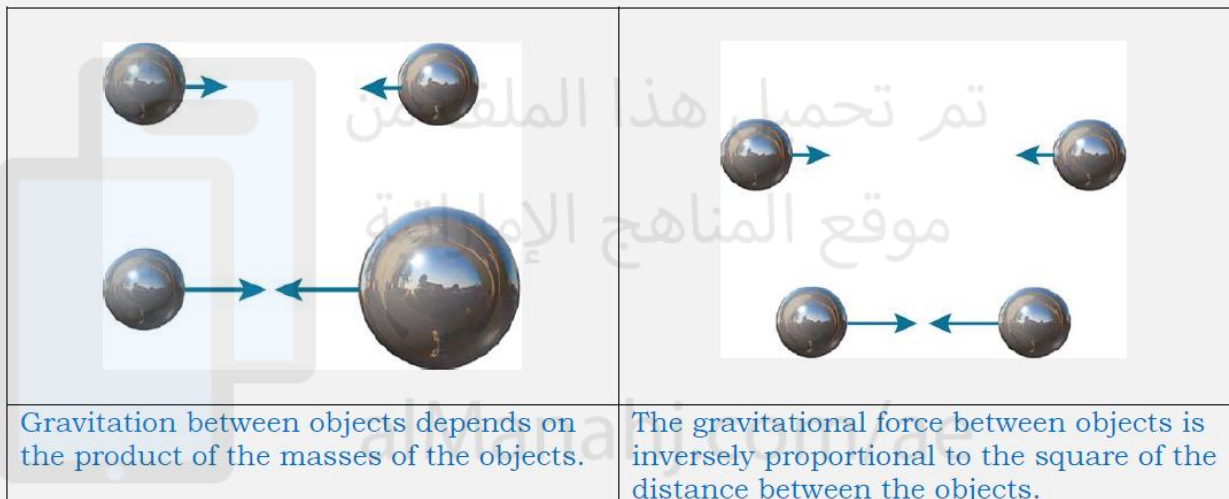 تم تحميل هذا الملف من
موقع المناهج الإماراتية
alManahj.com/ae
Gravitation between objects depends on
the product of the masses of the objects.
The gravitational force between objects is
inversely proportional to the square of the
distance between the objects.